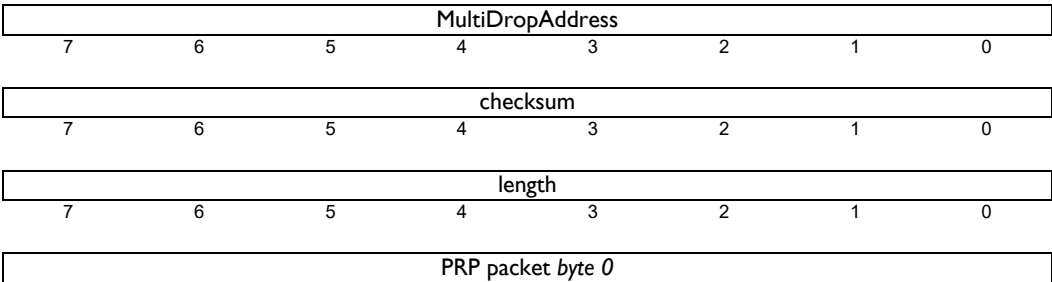 MultiDropAddress
7 6 5 4 3 2 1 0
checksum
7 6 5 4 3 2 1 0
length
7 6 5 4 3 2 1 0
PRP packet byte 0